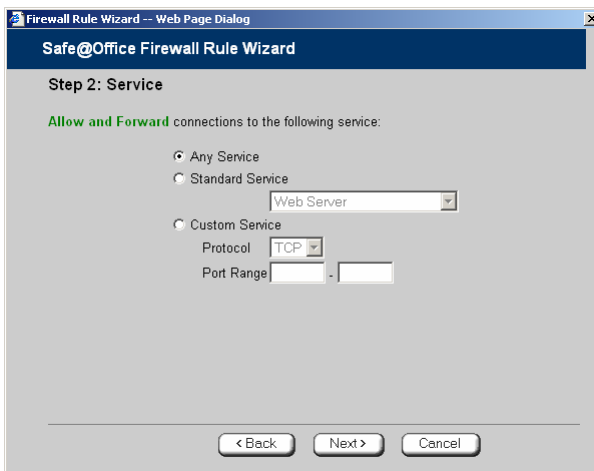 Firewall Rule Wizard -- Web Page Dialog
Safe@Office Firewall Rule Wizard
Step 2: Service
Allow and Forward connections to the following service:
Any Service
Standard Service
Web Server
Custom Service
Protocol TCP
Port Range -
<Back Next> Cancel